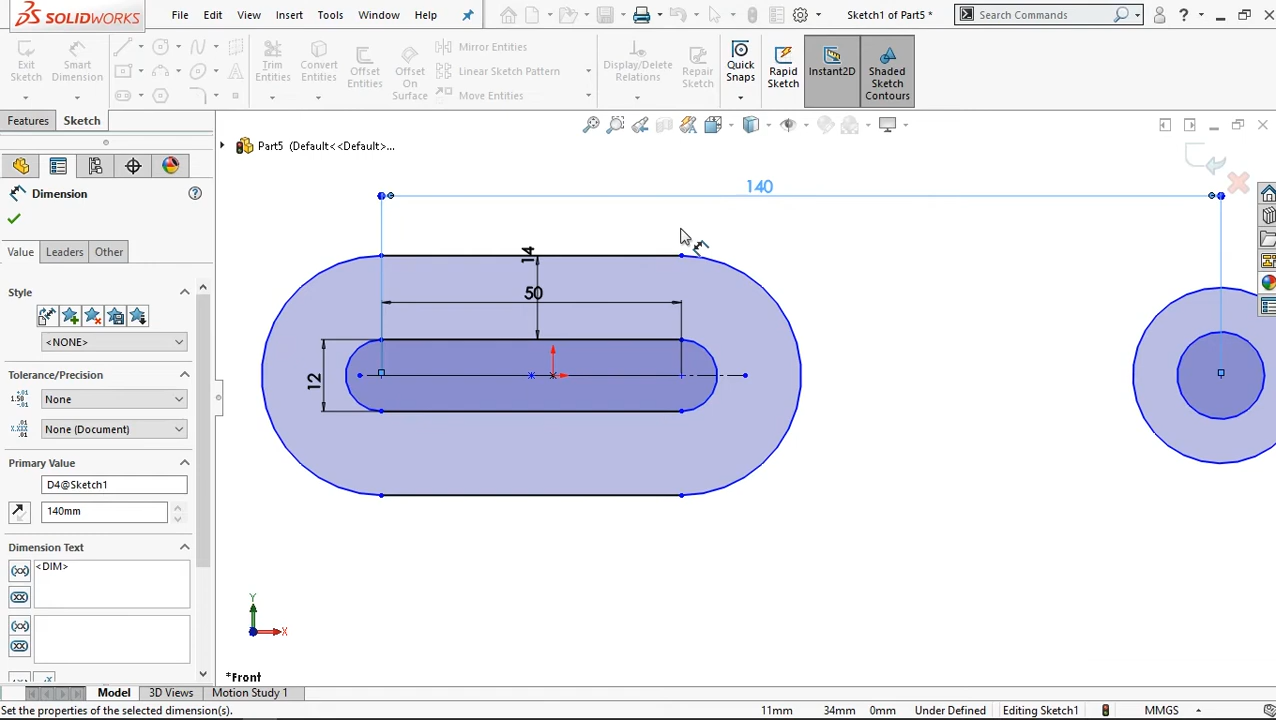 SOLIDWORKS
File Edit View Insert Tools Window Help
Sketch1 of Part5 *
Search Commands
?
Exit Sketch
Smart Dimension
Trim Entities
Convert Entities
Offset Entities
Offset On Surface
Mirror Entities
Linear Sketch Pattern
Move Entities
Display/Delete Relations
Repair Sketch
Quick Snaps
Rapid Sketch
Instant2D
Shaded Sketch Contours
Features Sketch
Part5 (Default<<Default>...
Dimension
Value Leaders Other
Style
<NONE>
Tolerance/Precision
None
None (Document)
Primary Value
D4@Sketch1
140mm
Dimension Text
<DIM>
140
14
50
12
Y
X
*Front
Model 3D Views Motion Study 1
Set the properties of the selected dimension(s).
11mm 34mm 0mm Under Defined Editing Sketch1 MMGS